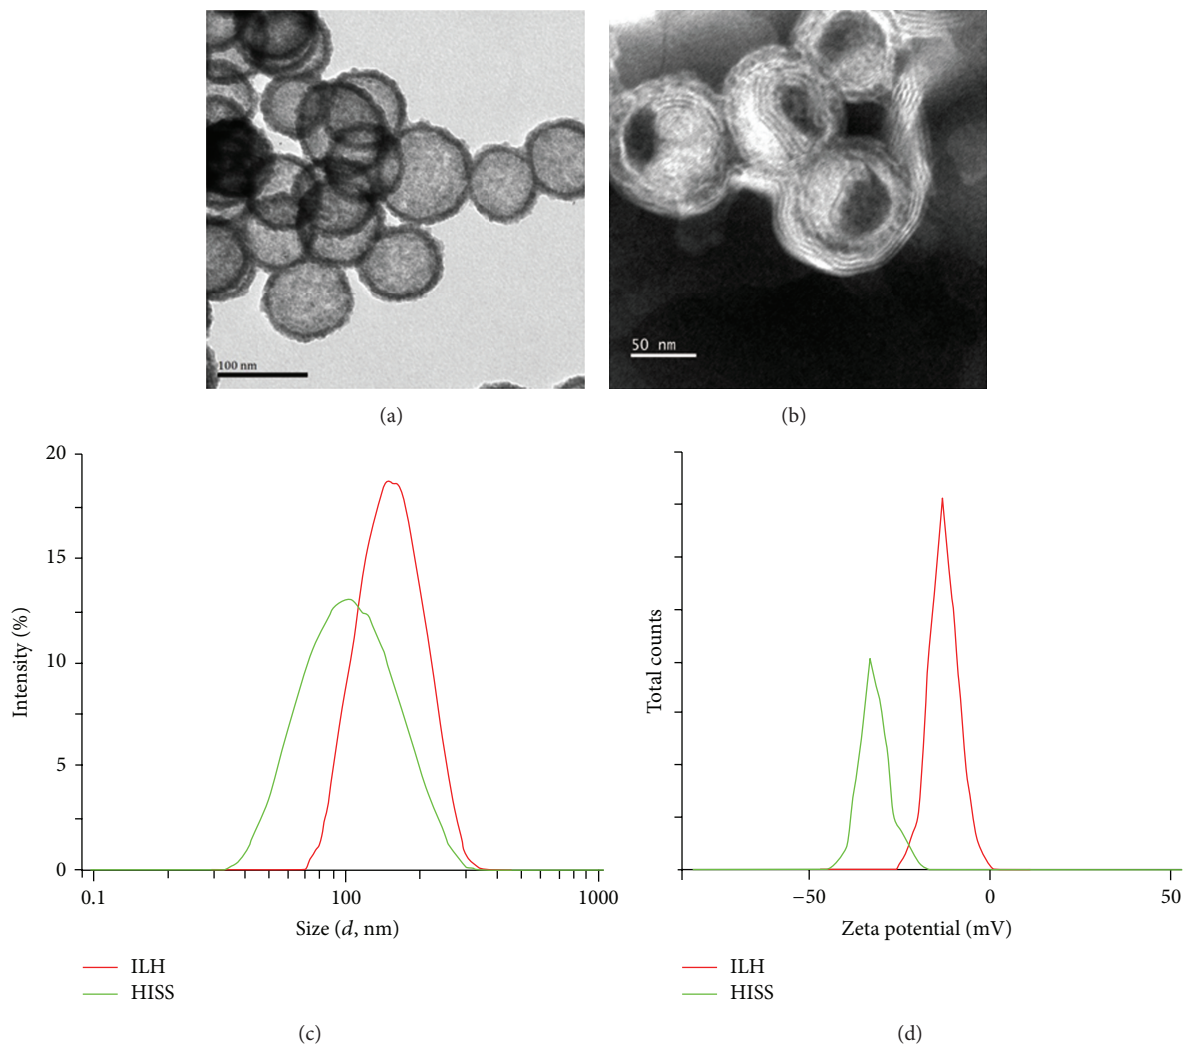 100 nm
50 nm
(a)
(b)
20
15
10
5
0
Intensity (%)
0.1
100
1000
Size (d, nm)
ILH
HISS
(c)
Total counts
−50
0
50
Zeta potential (mV)
ILH
HISS
(d)